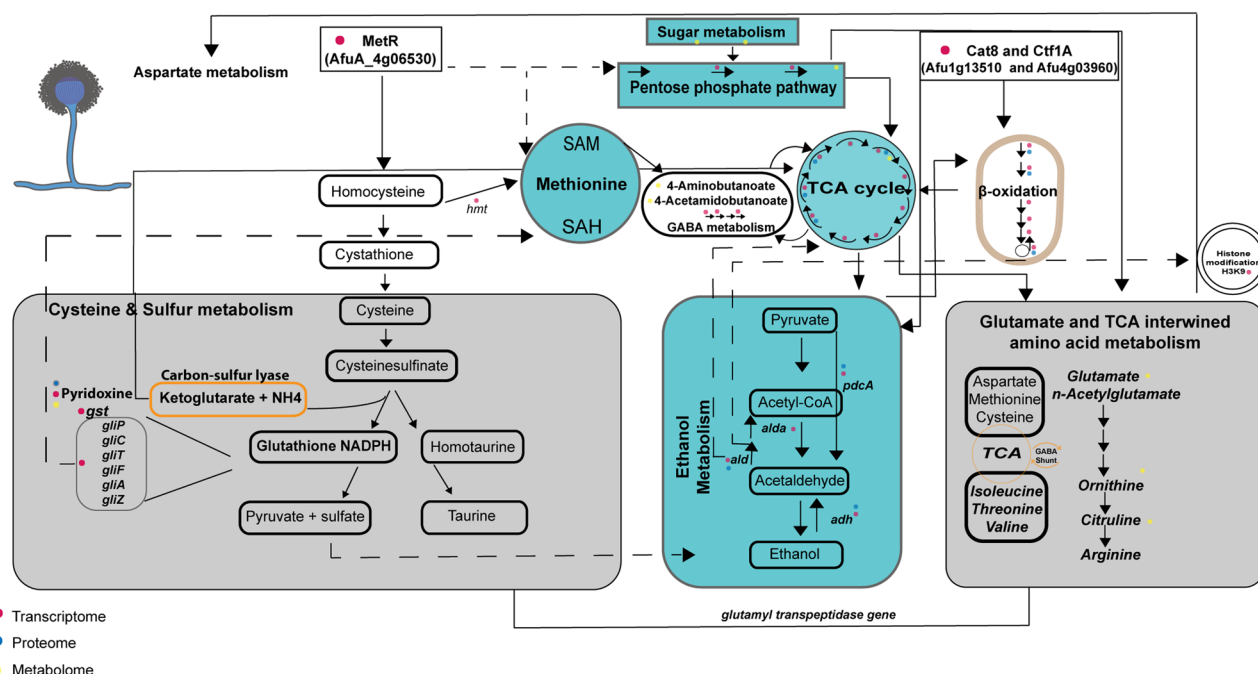 Sugar metabolism
MetR
(AfuA_4g06530)
Cat8 and Ctf1A
(Afu1g13510 and Afu4g03960)
Aspartate metabolism
Pentose phosphate pathway
SAM
Methionine
SAH
Homocysteine
hmt
4-Aminobutanoate
4-Acetamidobutanoate
GABA metabolism
TCA cycle
β-oxidation
Cystathione
Histone
modification
H3K9
Cysteine & Sulfur metabolism
Cysteine
Cysteinesulfinate
Carbon-sulfur lyase
Ketoglutarate + NH4
Pyridoxine
gst
gliP
gliC
gliT
gliF
gliA
gliZ
Glutathione NADPH
Homotaurine
Pyruvate + sulfate
Taurine
Ethanol
Metabolism
Pyruvate
pdcA
Acetyl-CoA
alda
ald
Acetaldehyde
adh
Ethanol
Glutamate and TCA interwined
amino acid metabolism
Aspartate
Methionine
Cysteine
TCA
GABA
Shunt
Isoleucine
Threonine
Valine
Glutamate
n-Acetylglutamate
Ornithine
Citruline
Arginine
glutamyl transpeptidase gene
Transcriptome
Proteome
Metabolome